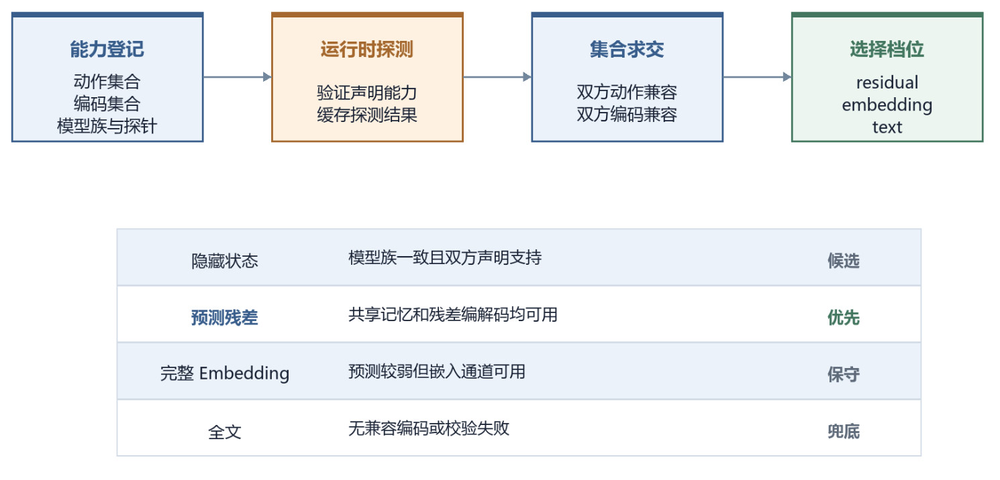 能力登记
动作集合
编码集合
模型族与探针
运行时探测
验证声明能力
缓存探测结果
集合求交
双方动作兼容
双方编码兼容
选择档位
residual
embedding
text
隐藏状态 模型族一致且双方声明支持 候选
预测残差 共享记忆和残差编解码均可用 优先
完整 Embedding 预测较弱但嵌入通道可用 保守
全文 无兼容编码或校验失败 兜底